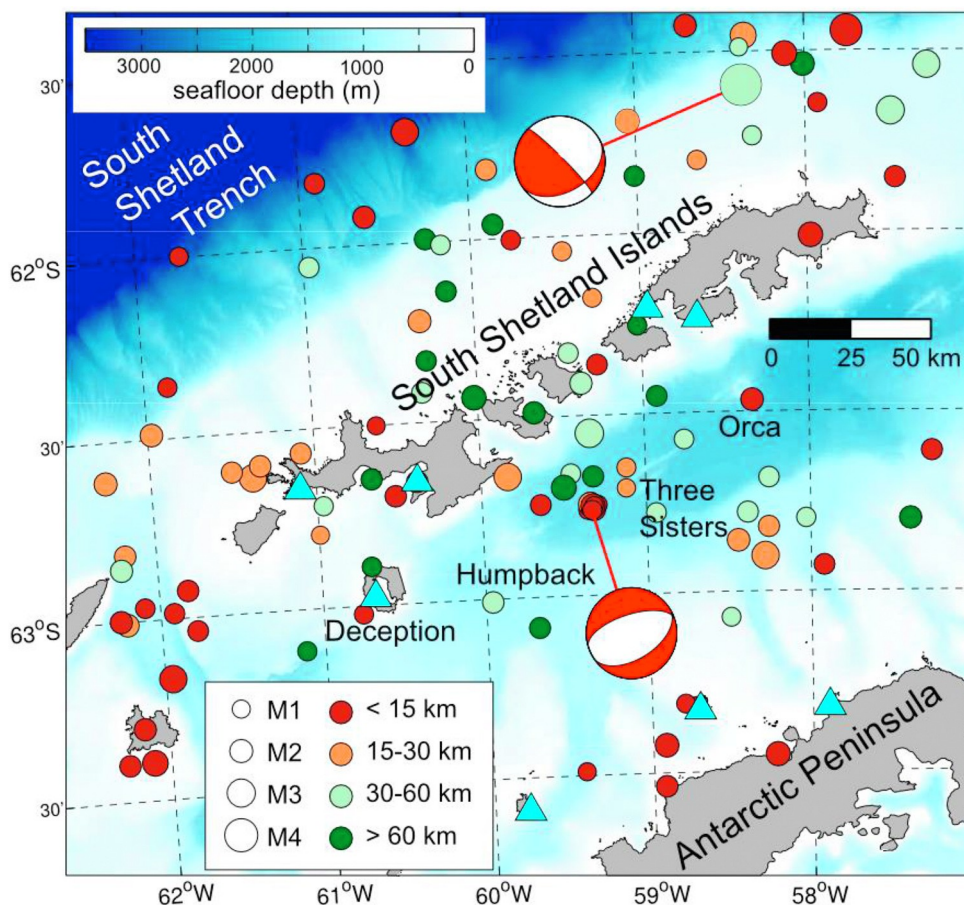 3000 2000 1000 0
seafloor depth (m)
30'
South
Shetland
Trench
62°S
South Shetland Islands
0 25 50 km
Orca
30'
Three
Sisters
Humpback
63°S
Deception
M1 < 15 km
M2 15-30 km
M3 30-60 km
M4 > 60 km
Antarctic Peninsula
30'
62°W 61°W 60°W 59°W 58°W